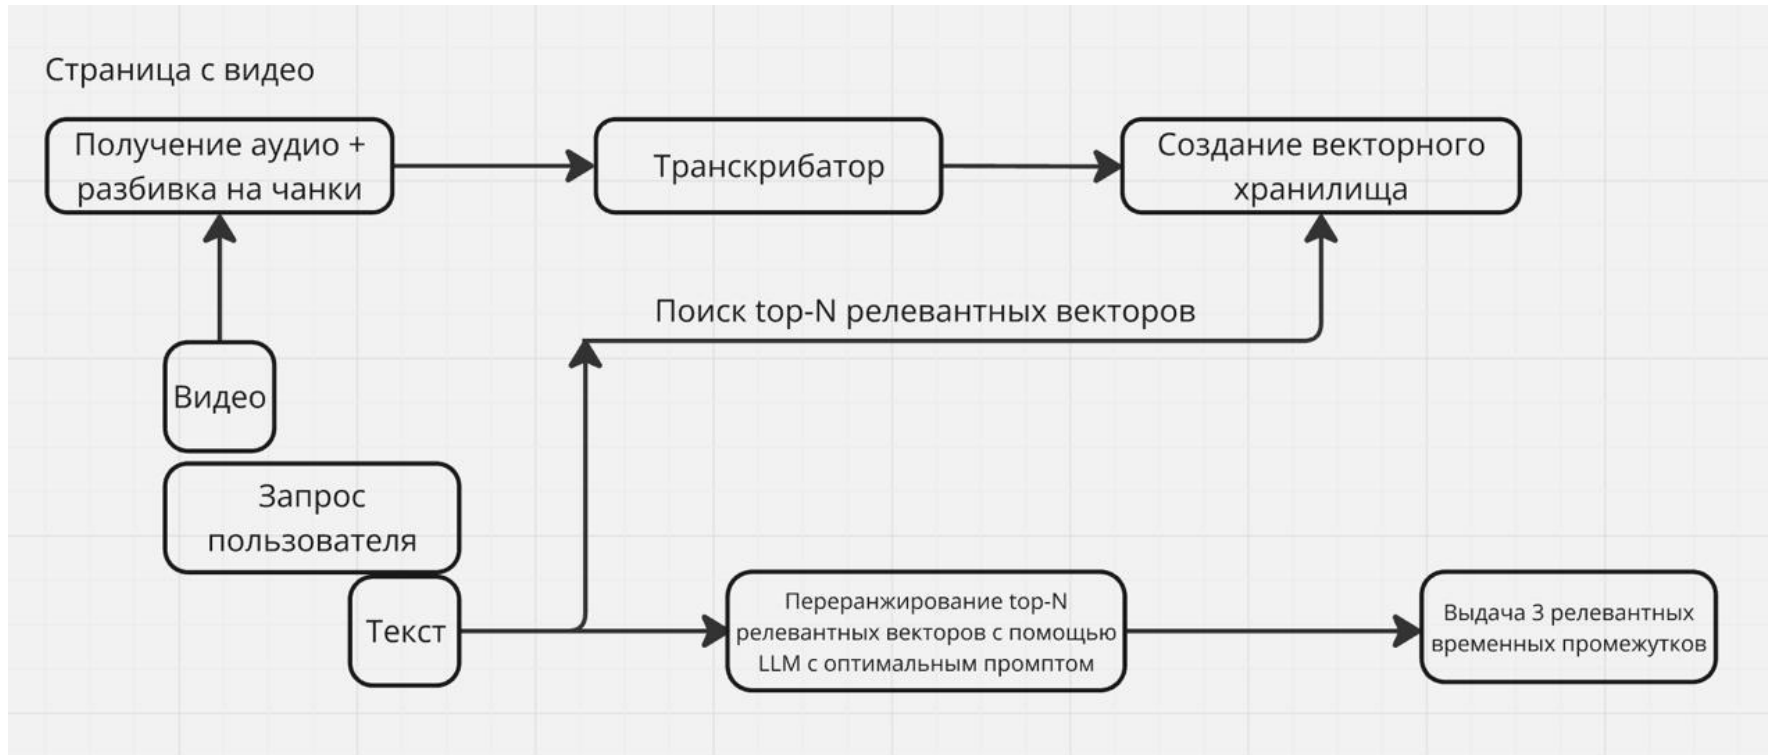 Страница с видео
Получение аудио +
разбивка на чанки
Транскрибатор
Создание векторного
хранилища
Поиск top-N релевантных векторов
Видео
Запрос
пользователя
Текст
Переранжирование top-N
релевантных векторов с помощью
LLM с оптимальным промптом
Выдача 3 релевантных
временных промежутков